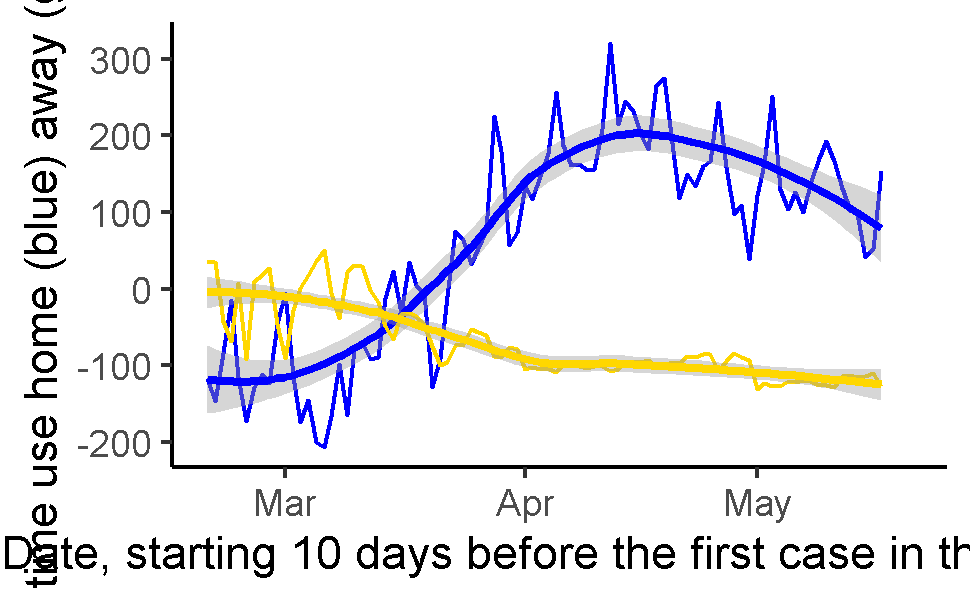 time use home (blue) away (
300
200
100
0
-100
-200
Mar Apr May
Date, starting 10 days before the first case in th